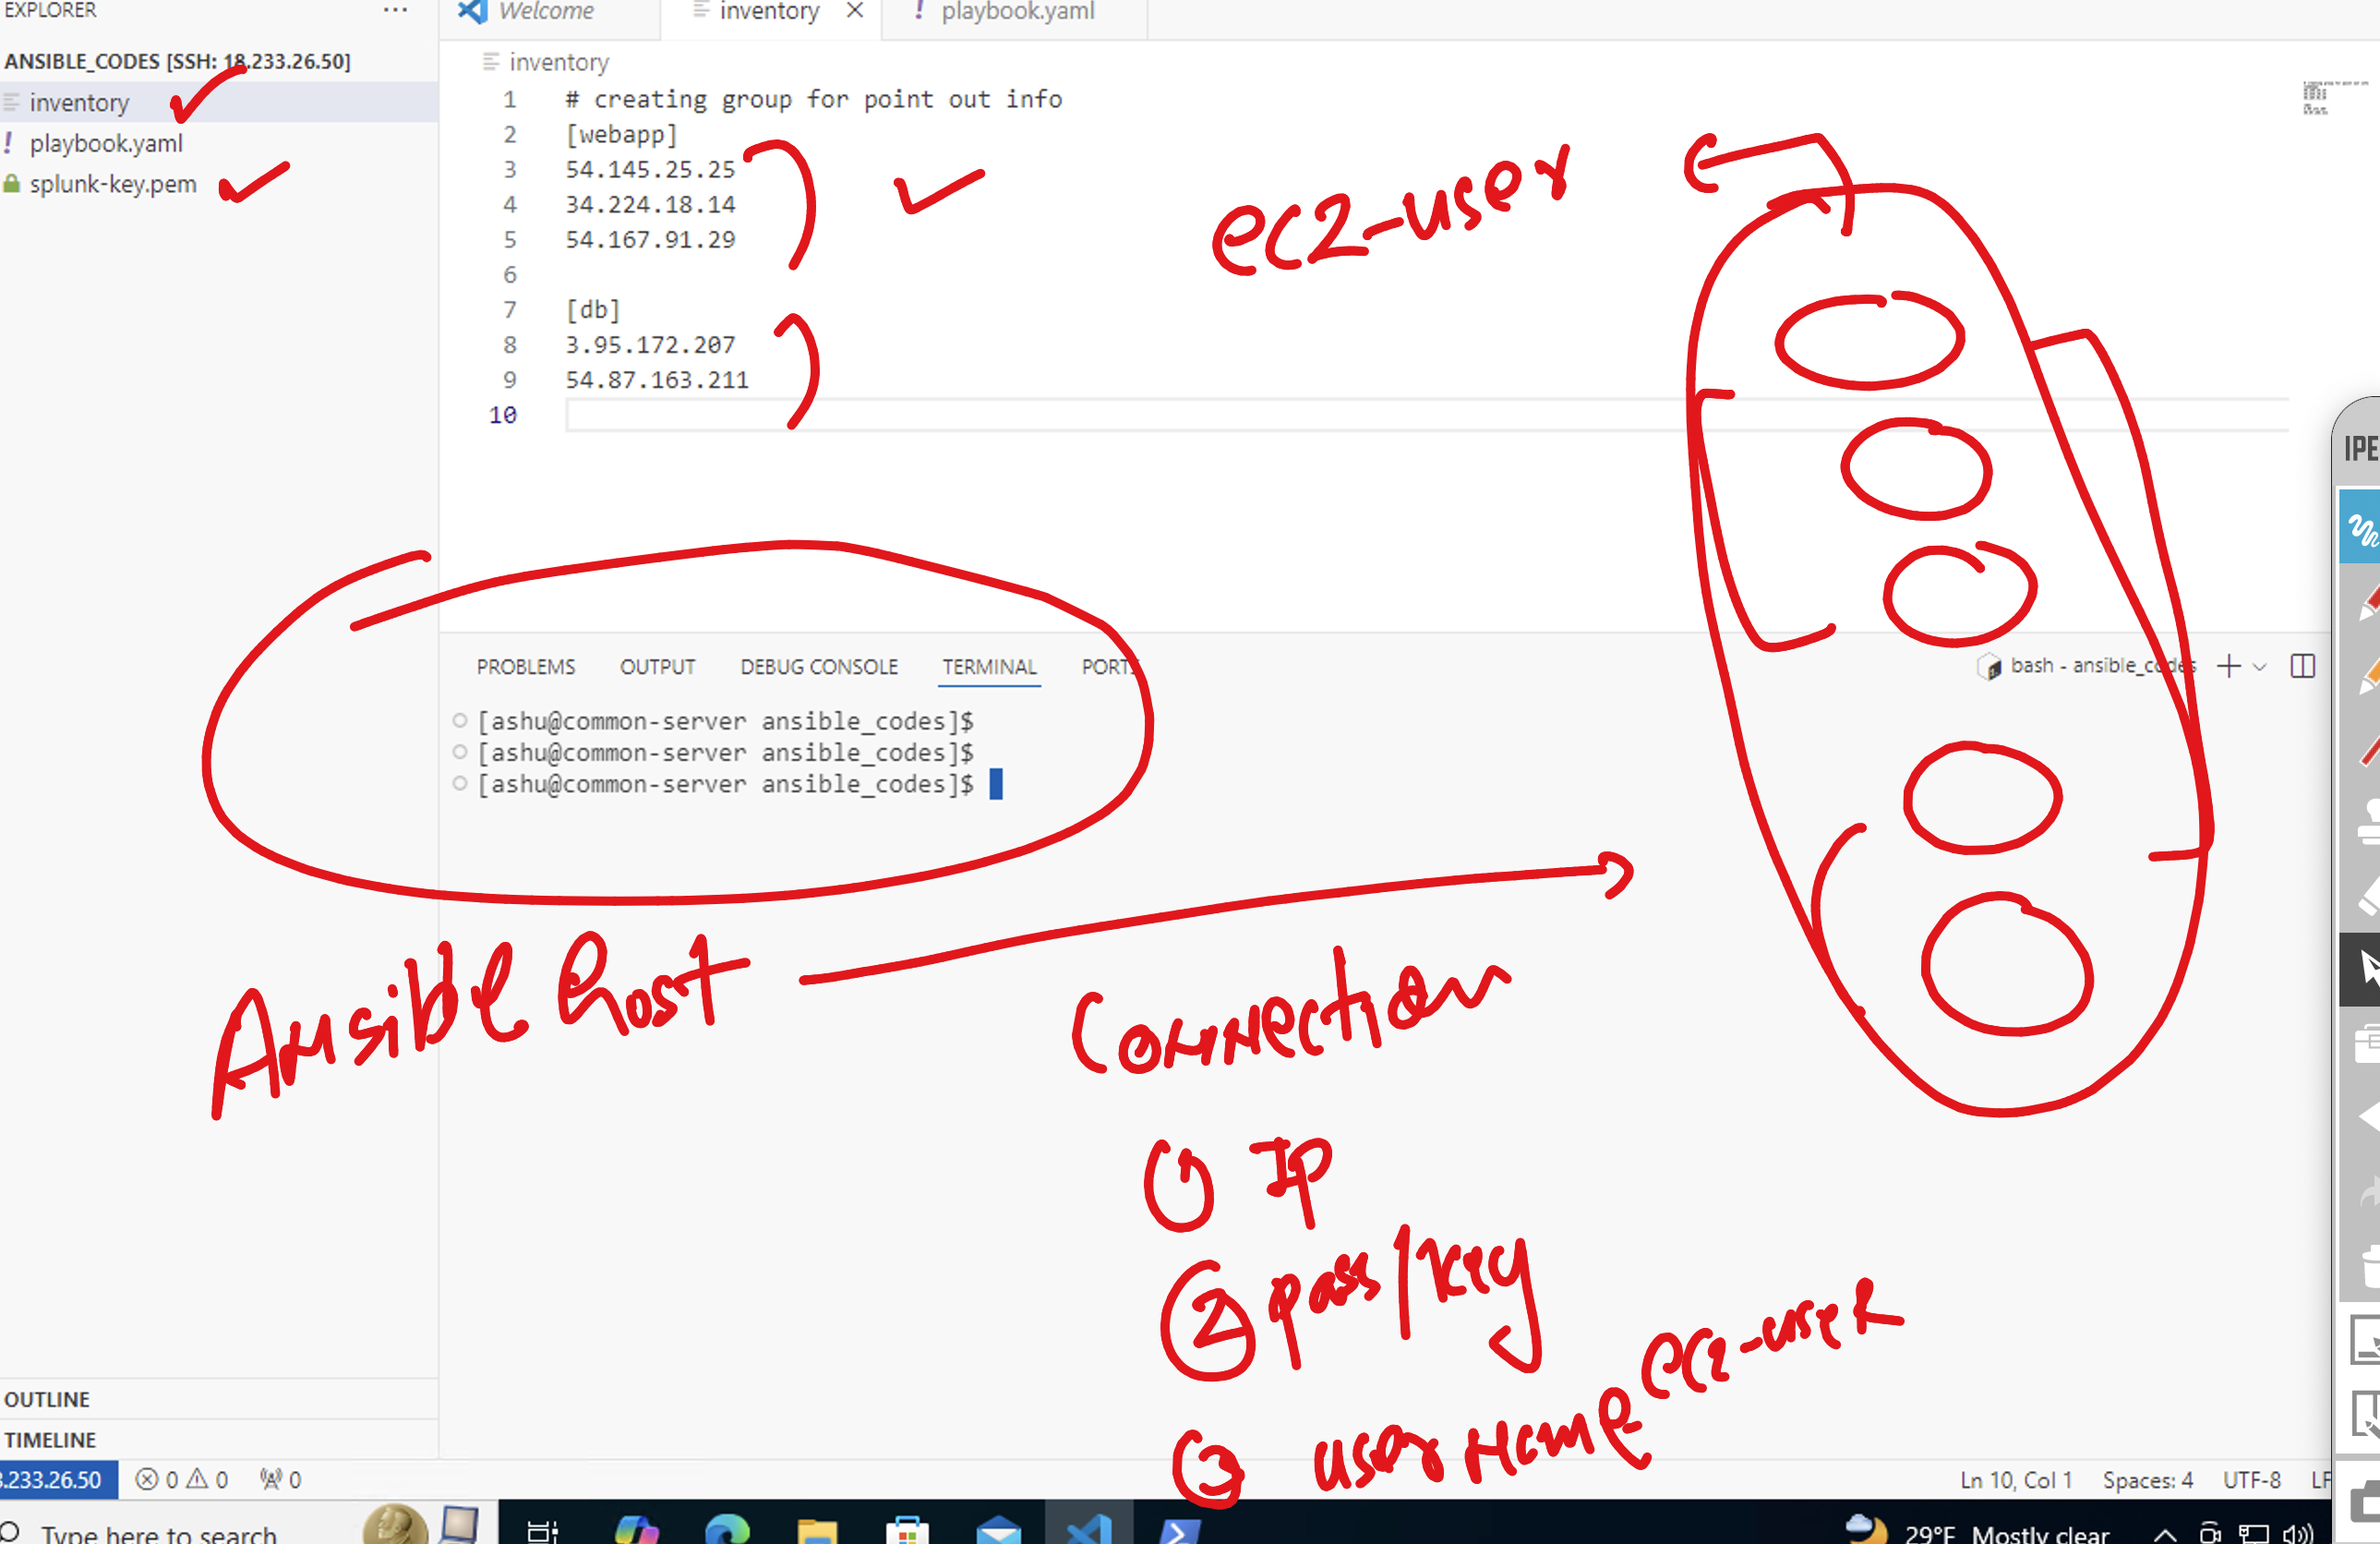 EXPLORER
Welcome
inventory
playbook.yaml
ANSIBLE_CODES [SSH: 18.233.26.50]
inventory
playbook.yaml
splunk-key.pem
inventory
1 # creating group for point out info
2 [webapp]
3 54.145.25.25
4 34.224.18.14
5 54.167.91.29
6
7 [db]
8 3.95.172.207
9 54.87.163.211
10
ec2-user
PROBLEMS OUTPUT DEBUG CONSOLE TERMINAL PORTS
bash - ansible_codes
[ashu@common-server ansible_codes]$
[ashu@common-server ansible_codes]$
[ashu@common-server ansible_codes]$
Ansible host
Connection
1 IP
2 pass/key
3 username ec2-user
OUTLINE
TIMELINE
.233.26.50 0 0 0
Ln 10, Col 1 Spaces: 4 UTF-8 LF
Type here to search
29°F Mostly clear